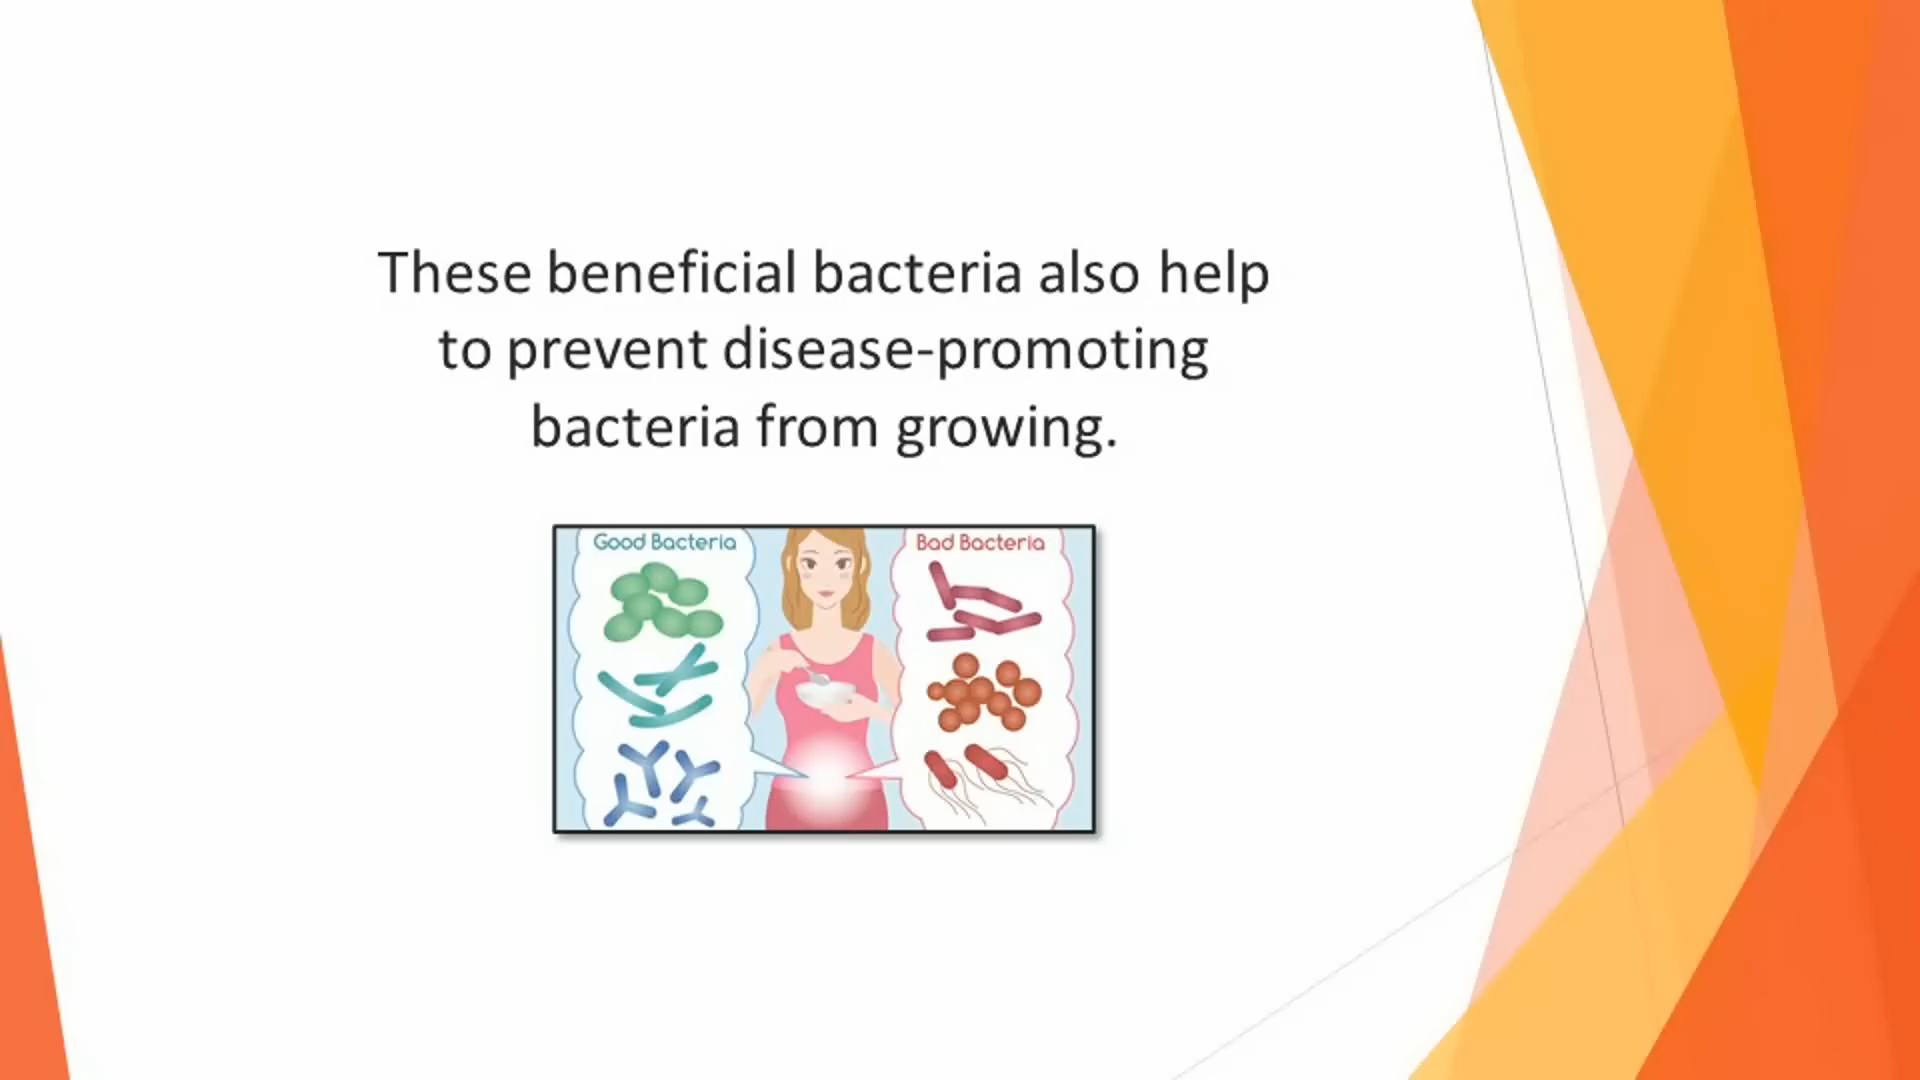 These beneficial bacteria also help
to prevent disease-promoting
bacteria from growing.
Good Bacteria
Bad Bacteria